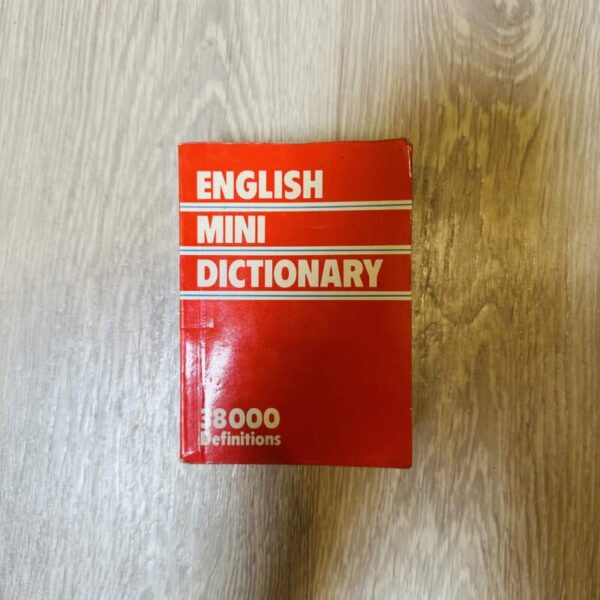 ENGLISH
MINI
DICTIONARY
38000
Definitions